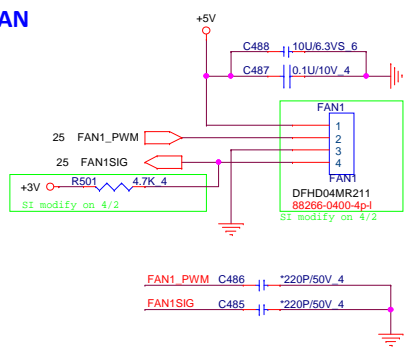 AN
+5V
C488 10U/6.3VS_6
C487 0.1U/10V_4
FAN1
25 FAN1_PWM
25 FAN1SIG
1
2
3
4
FAN1
+3V R501 4.7K_4
DFHD04MR211
88266-0400-4p-l
SI modify on 4/2
SI modify on 4/2
FAN1_PWM C486 *220P/50V_4
FAN1SIG C485 *220P/50V_4